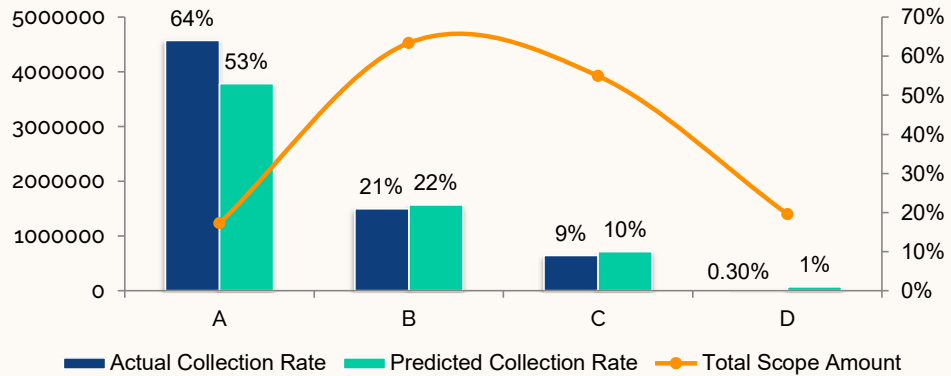 5000000 64% 70%
4000000 53% 60%
50%
3000000 40%
2000000 21% 22% 30%
20%
1000000 9% 10% 0.30% 1% 10%
0 0%
A B C D
Actual Collection Rate Predicted Collection Rate Total Scope Amount